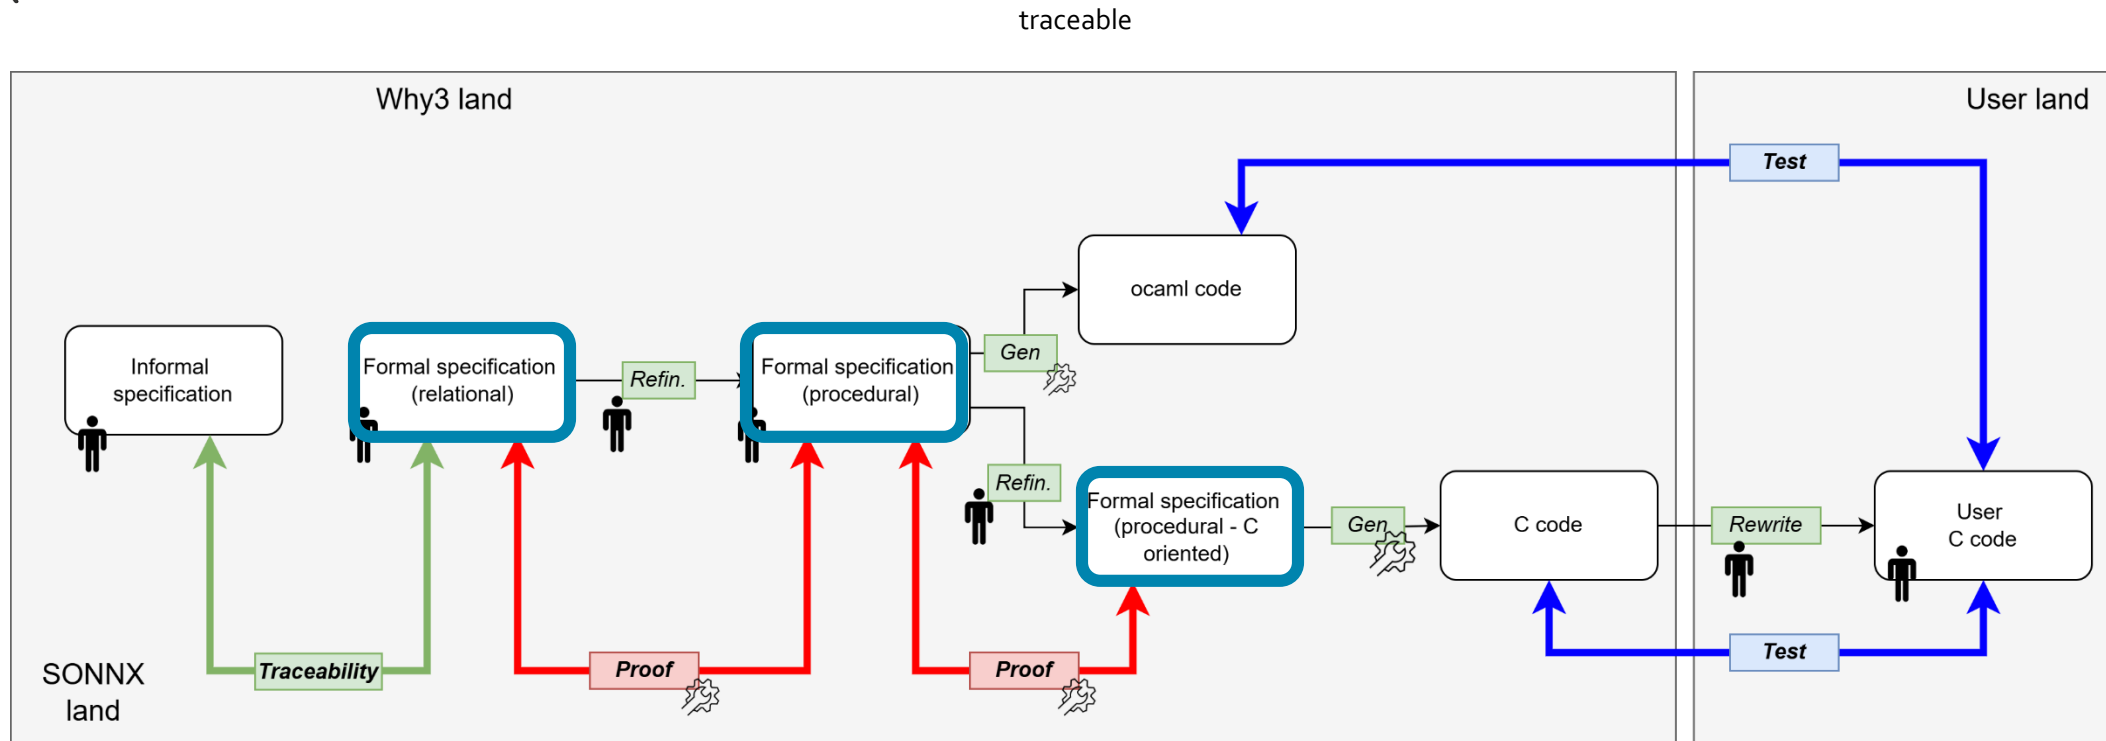 traceable
Why3 land
User land
Test
ocaml code
Informal
specification
Formal specification
(relational)
Refin.
Formal specification
(procedural)
Gen
Refin.
Formal specification
(procedural - C
oriented)
Gen
C code
Rewrite
User
C code
SONNX
land
Traceability
Proof
Proof
Test